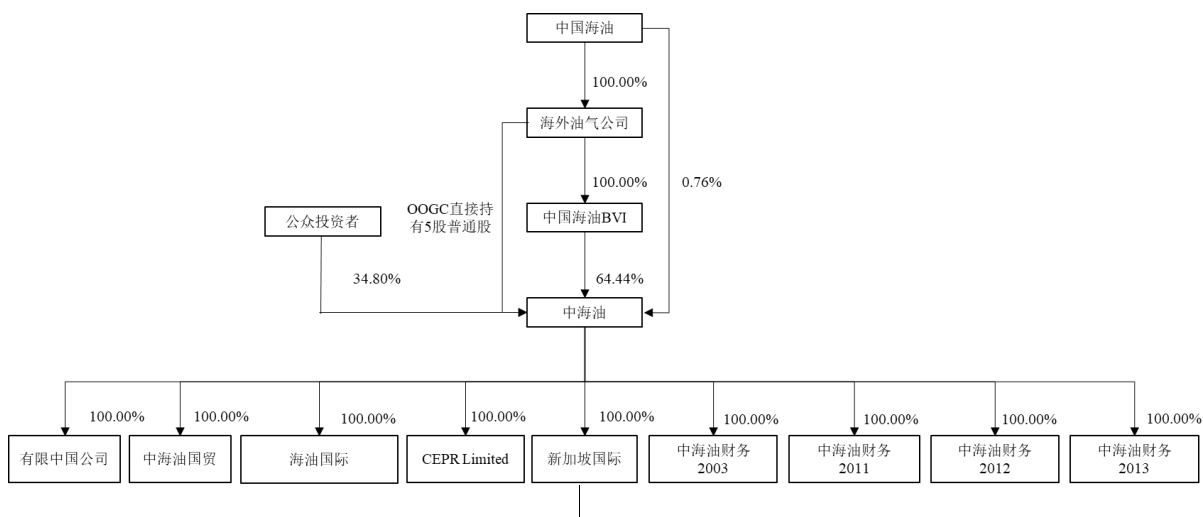 中国海油
100.00%
海外油气公司
100.00%
0.76%
OOGC直接持
有5股普通股
公众投资者
中国海油BVI
34.80%
64.44%
中海油
100.00%
100.00%
100.00%
100.00%
100.00%
100.00%
100.00%
100.00%
100.00%
有限中国公司
中海油国贸
海油国际
CEPR Limited
新加坡国际
中海油财务
2003
中海油财务
2011
中海油财务
2012
中海油财务
2013